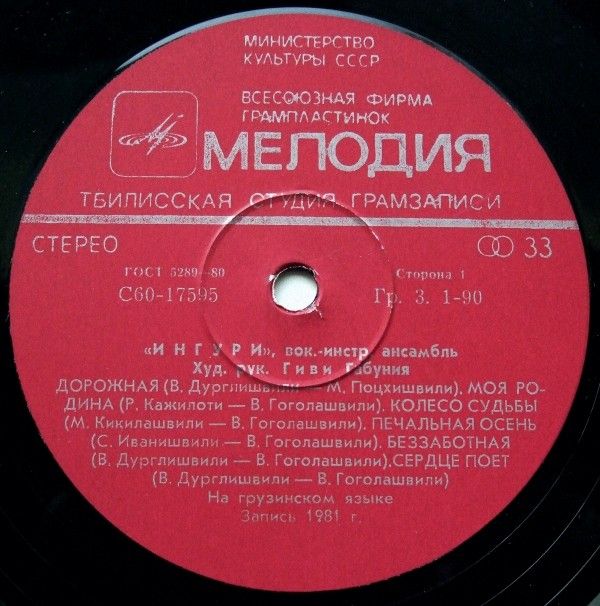 МИНИСТЕРСТВО
КУЛЬТУРЫ СССР
ВСЕСОЮЗНАЯ ФИРМА
ГРАМПЛАСТИНОК
МЕЛОДИЯ
ТБИЛИССКАЯ СТУДИЯ ГРАМЗАПИСИ
СТЕРЕО 33
ГОСТ 5289—80 Сторона 1
С60-17595 Гр. 3. 1-90
«ИНГУРИ», вок.-инстр. ансамбль
Худ. рук. Гиви Габуния
ДОРОЖНАЯ (В. Дурглишвили — М. Поцхишвили), МОЯ РО-
ДИНА (Р. Кажилоти — В. Гоголашвили), КОЛЕСО СУДЬБЫ
(М. Кикилашвили — В. Гоголашвили), ПЕЧАЛЬНАЯ ОСЕНЬ
(С. Иванишвили — В. Гоголашвили), БЕЗЗАБОТНАЯ
(В. Дурглишвили — В. Гоголашвили), СЕРДЦЕ ПОЕТ
(В. Дурглишвили — В. Гоголашвили)
На грузинском языке
Запись 1981 г.